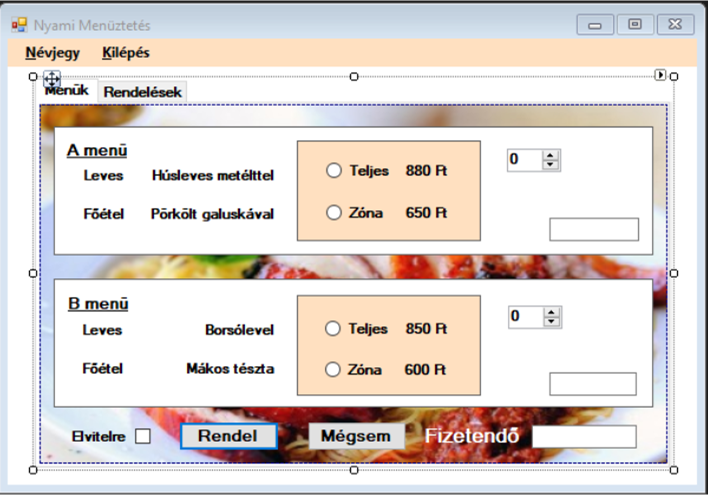 Nyami Menüztetés
Névjegy Kilépés
Menük Rendelések
A menü
Leves Húsleves metélttel
Főétel Pörkölt galuskával
Teljes 880 Ft
Zóna 650 Ft
0
B menü
Leves Borsólevel
Főétel Mákos tészta
Teljes 850 Ft
Zóna 600 Ft
0
Elvitelre Rendel Mégsem Fizetendő